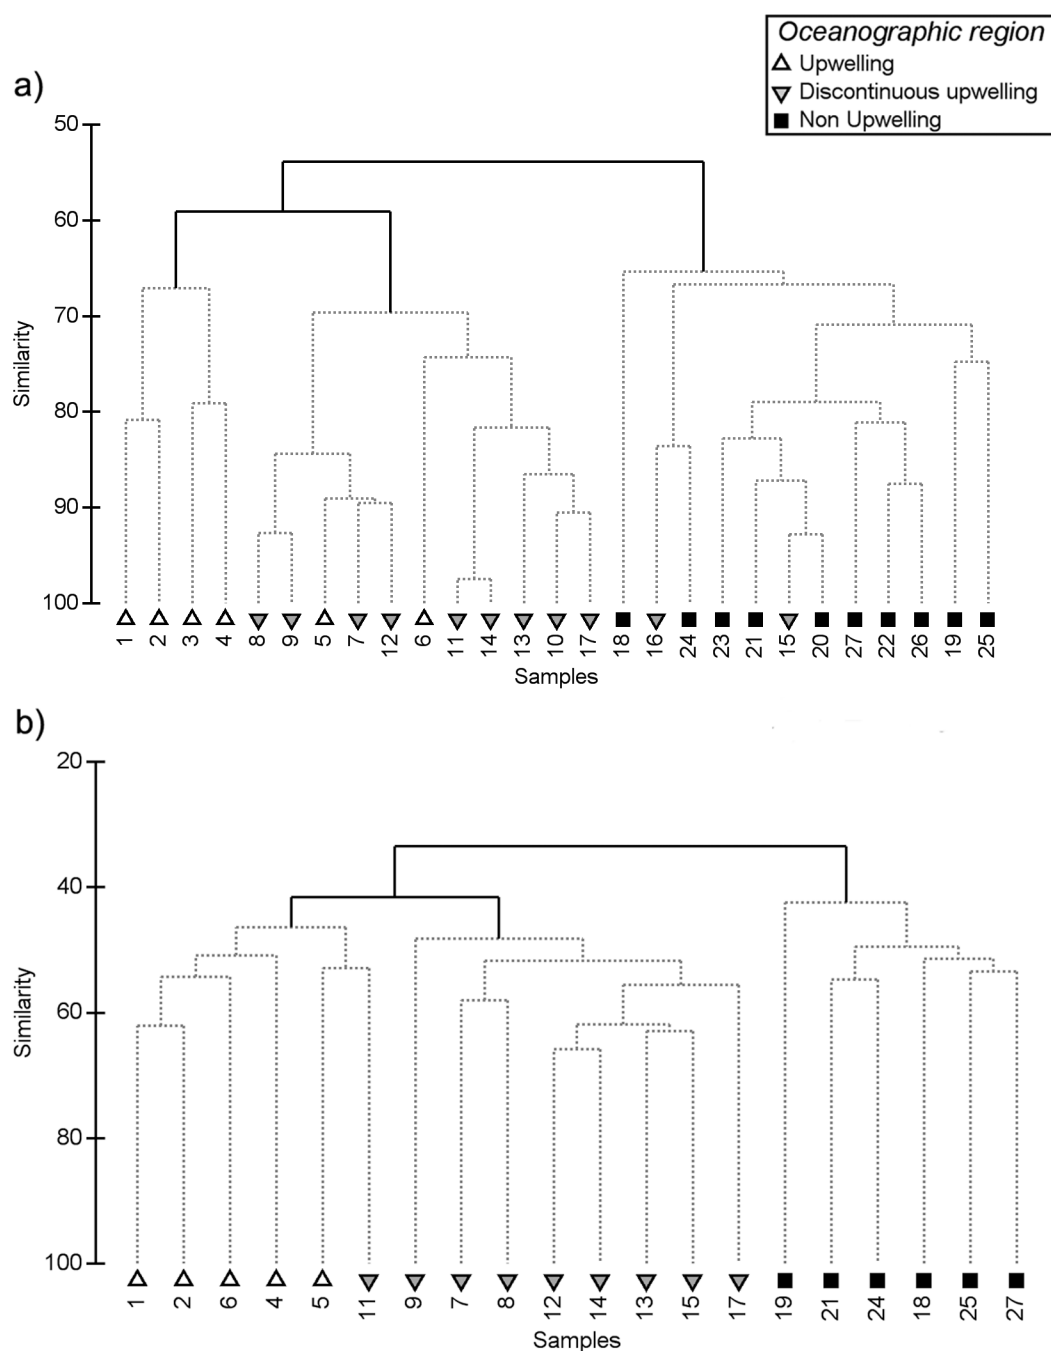 Oceanographic region
Upwelling
Discontinuous upwelling
Non Upwelling
a)
50
60
70
80
90
100
Similarity
1 2 3 4 8 9 5 7 12 6 11 14 13 10 17 18 16 24 23 21 15 20 27 22 26 19 25
Samples
b)
20
40
60
80
100
Similarity
1 2 6 4 5 11 9 7 8 12 14 13 15 17 19 21 24 18 25 27
Samples